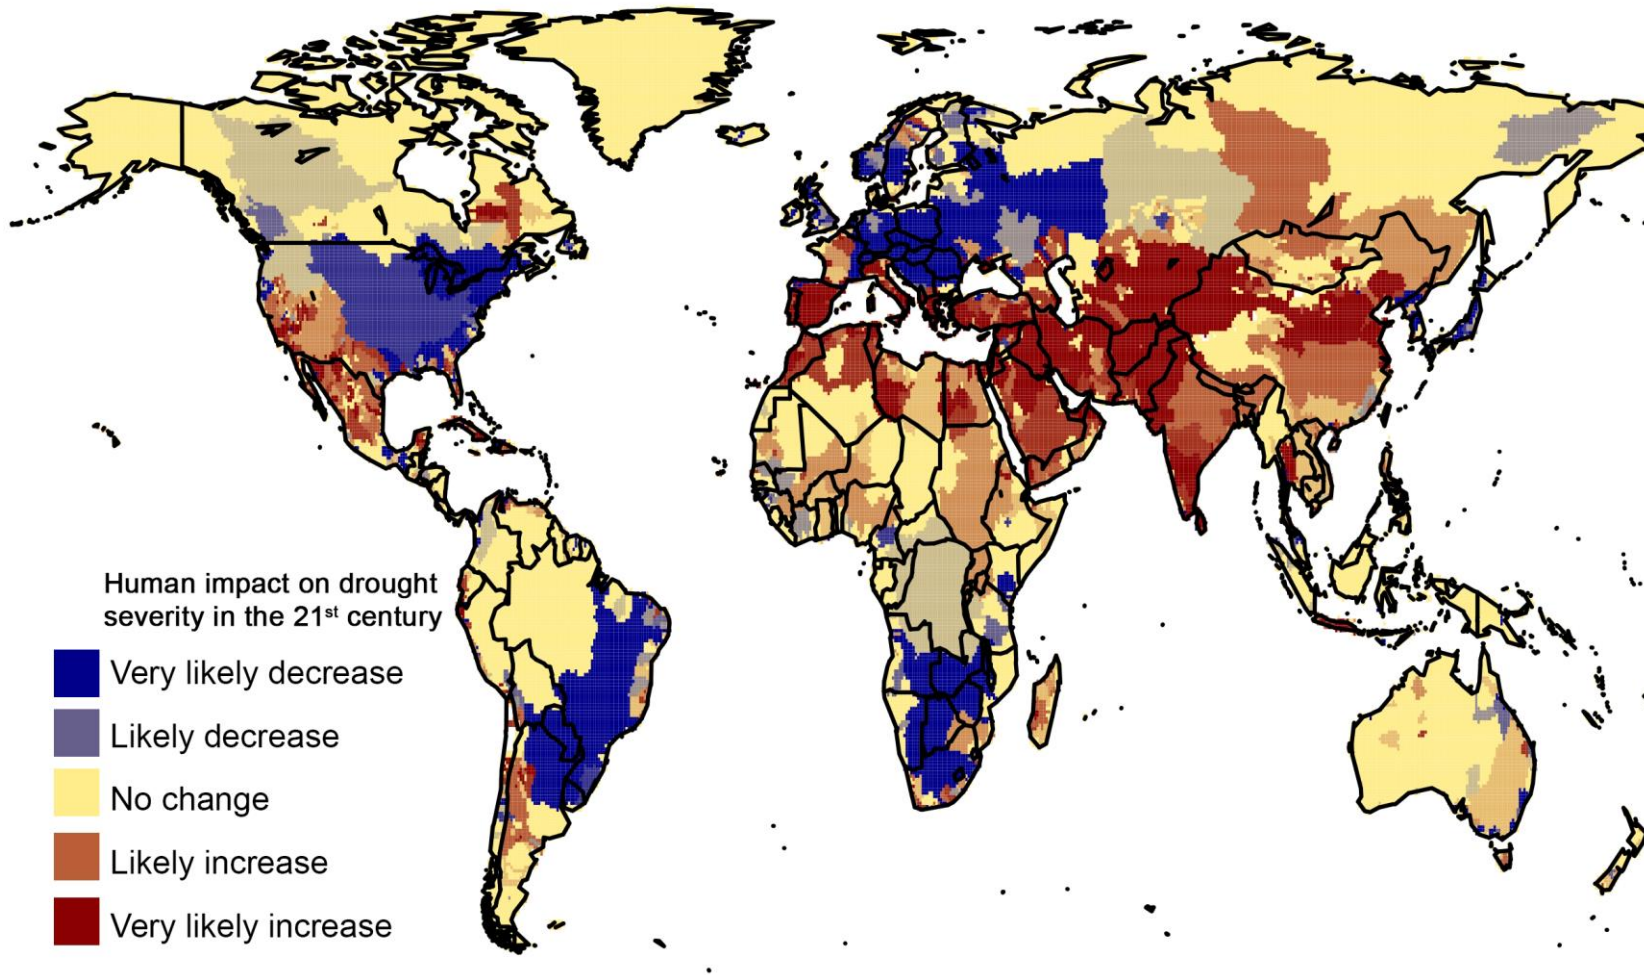 Human impact on drought
severity in the 21st century
Very likely decrease
Likely decrease
No change
Likely increase
Very likely increase